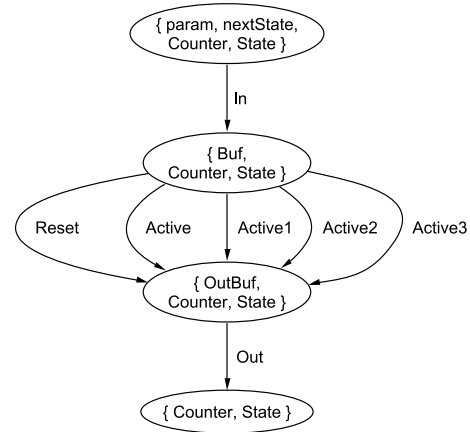 { param, nextState,
Counter, State }
In
{ Buf,
Counter, State }
Reset
Active
Active1
Active2
Active3
{ OutBuf,
Counter, State }
Out
{ Counter, State }